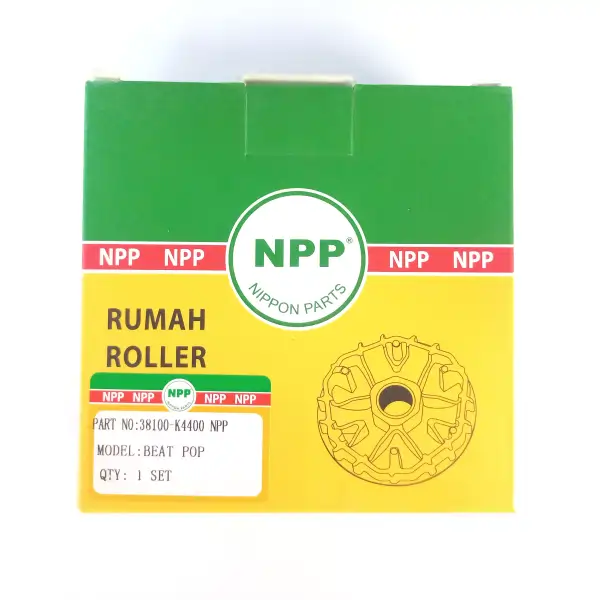 NPP NPP NPP® NPP NPP
NIPPON PARTS
RUMAH
ROLLER
NPP NPP NPP NPP NPP
PART NO:38100-K4400 NPP
MODEL:BEAT POP
QTY: 1 SET